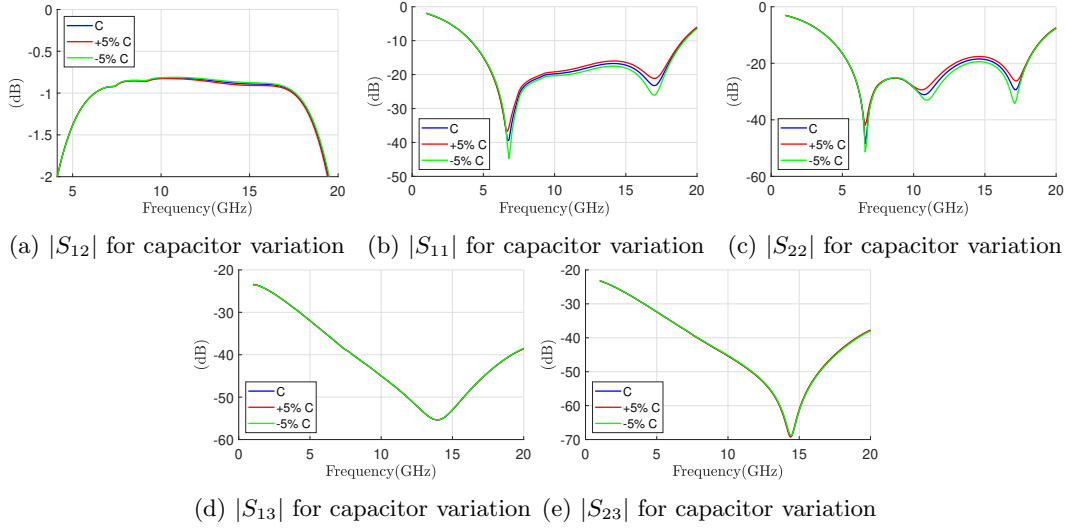 0
-0.5
-1
-1.5
-2
(dB)
C
+5% C
-5% C
5
10
15
20
Frequency(GHz)
0
-10
-20
-30
-40
-50
(dB)
C
+5% C
-5% C
0
5
10
15
20
Frequency(GHz)
0
-20
-40
-60
(dB)
C
+5% C
-5% C
0
5
10
15
20
Frequency(GHz)
(a) |S₁₂| for capacitor variation (b) |S₁₁| for capacitor variation (c) |S₂₂| for capacitor variation
-20
-30
-40
-50
-60
(dB)
C
+5% C
-5% C
0
5
10
15
20
Frequency(GHz)
-20
-30
-40
-50
-60
-70
(dB)
C
+5% C
-5% C
0
5
10
15
20
Frequency(GHz)
(d) |S₁₃| for capacitor variation (e) |S₂₃| for capacitor variation